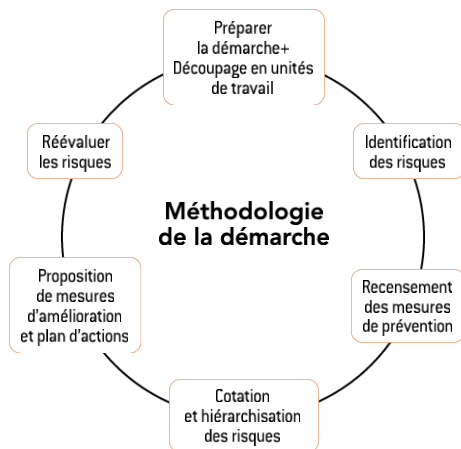 Préparer
la démarche+
Découpage en unités
de travail
Identification
des risques
Recensement
des mesures
de prévention
Cotation
et hiérarchisation
des risques
Proposition
de mesures
d'amélioration
et plan d'actions
Réévaluer
les risques
Méthodologie
de la démarche